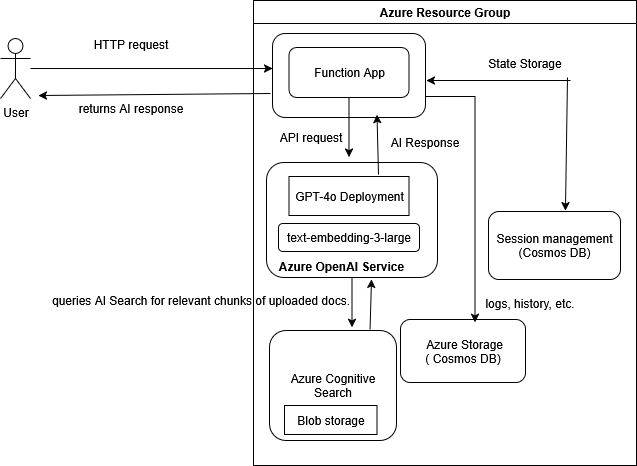 Azure Resource Group
HTTP request
Function App
State Storage
User
returns AI response
API request
AI Response
GPT-4o Deployment
text-embedding-3-large
Azure OpenAI Service
Session management
(Cosmos DB)
queries AI Search for relevant chunks of uploaded docs.
logs, history, etc.
Azure Storage
( Cosmos DB)
Azure Cognitive
Search
Blob storage